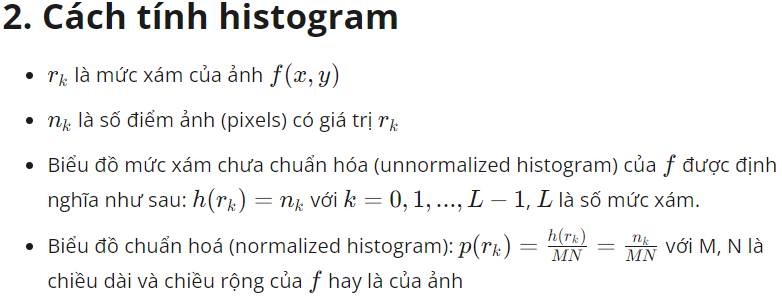 2. Cách tính histogram
• $r_k$ là mức xám của ảnh $f(x, y)$
• $n_k$ là số điểm ảnh (pixels) có giá trị $r_k$
• Biểu đồ mức xám chưa chuẩn hóa (unnormalized histogram) của $f$ được định
nghĩa như sau: $h(r_k) = n_k$ với $k = 0, 1, ..., L - 1$, $L$ là số mức xám.
• Biểu đồ chuẩn hoá (normalized histogram): $p(r_k) = \frac{h(r_k)}{MN} = \frac{n_k}{MN}$ với M, N là
chiều dài và chiều rộng của $f$ hay là của ảnh